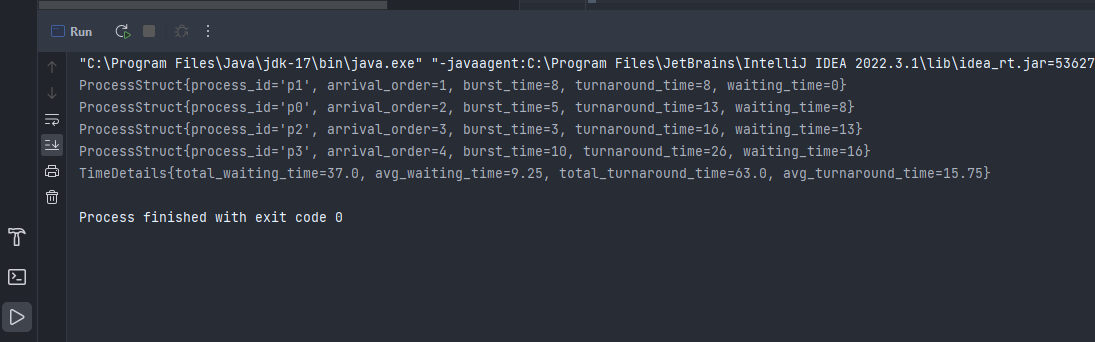 Run
"C:\Program Files\Java\jdk-17\bin\java.exe" "-javaagent:C:\Program Files\JetBrains\IntelliJ IDEA 2022.3.1\lib\idea_rt.jar=53627
ProcessStruct{process_id='p1', arrival_order=1, burst_time=8, turnaround_time=8, waiting_time=0}
ProcessStruct{process_id='p0', arrival_order=2, burst_time=5, turnaround_time=13, waiting_time=8}
ProcessStruct{process_id='p2', arrival_order=3, burst_time=3, turnaround_time=16, waiting_time=13}
ProcessStruct{process_id='p3', arrival_order=4, burst_time=10, turnaround_time=26, waiting_time=16}
TimeDetails{total_waiting_time=37.0, avg_waiting_time=9.25, total_turnaround_time=63.0, avg_turnaround_time=15.75}
Process finished with exit code 0